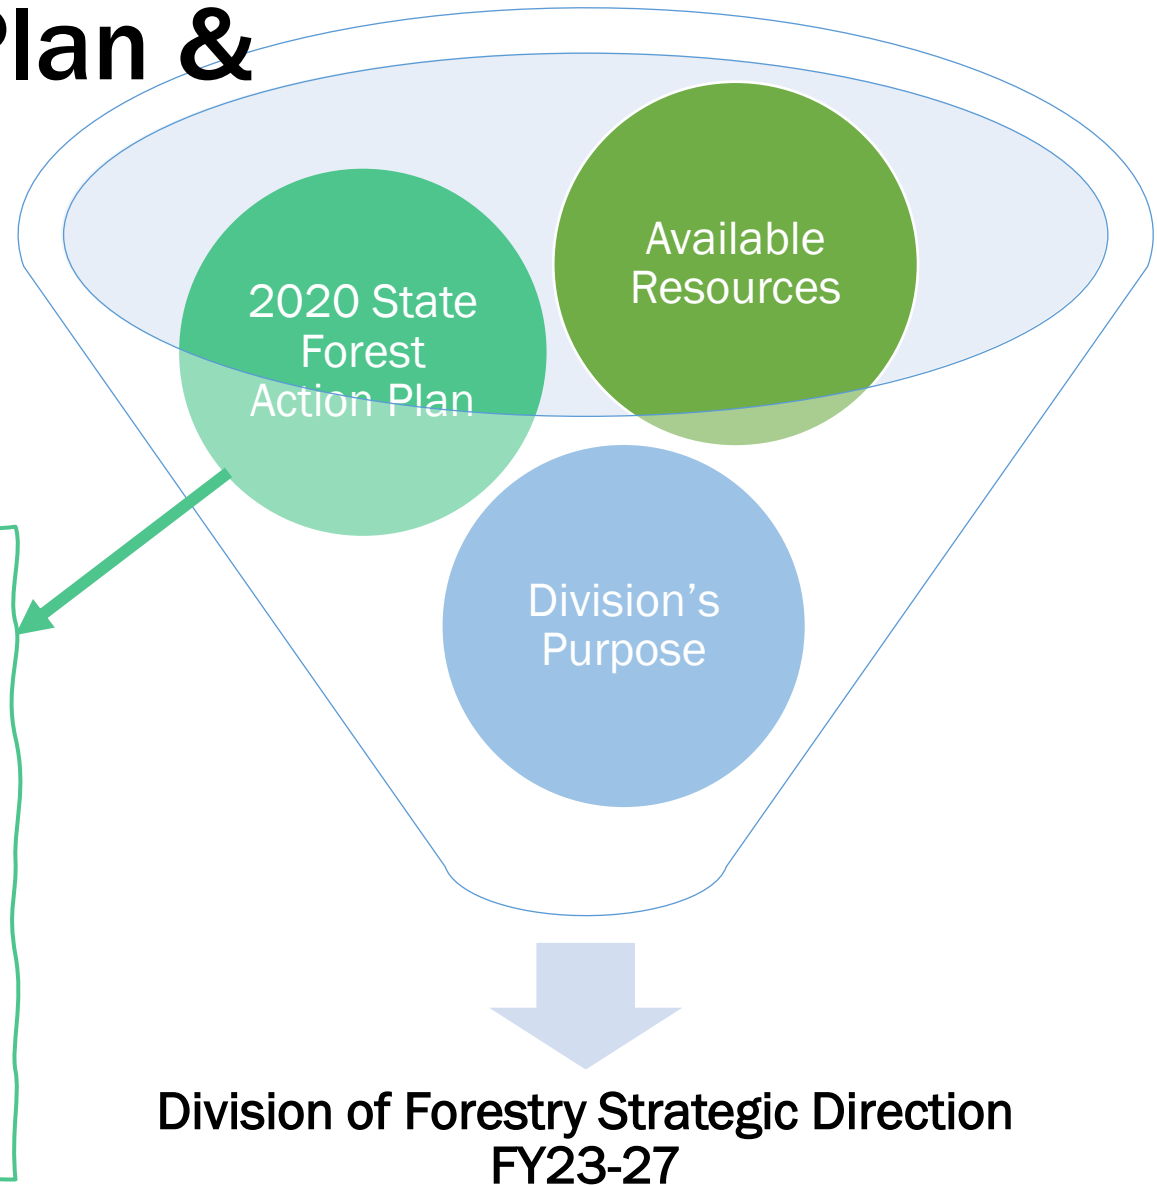 Plan &
Available
Resources
2020 State
Forest
Action Plan
Division’s
Purpose
Division of Forestry Strategic Direction
FY23-27